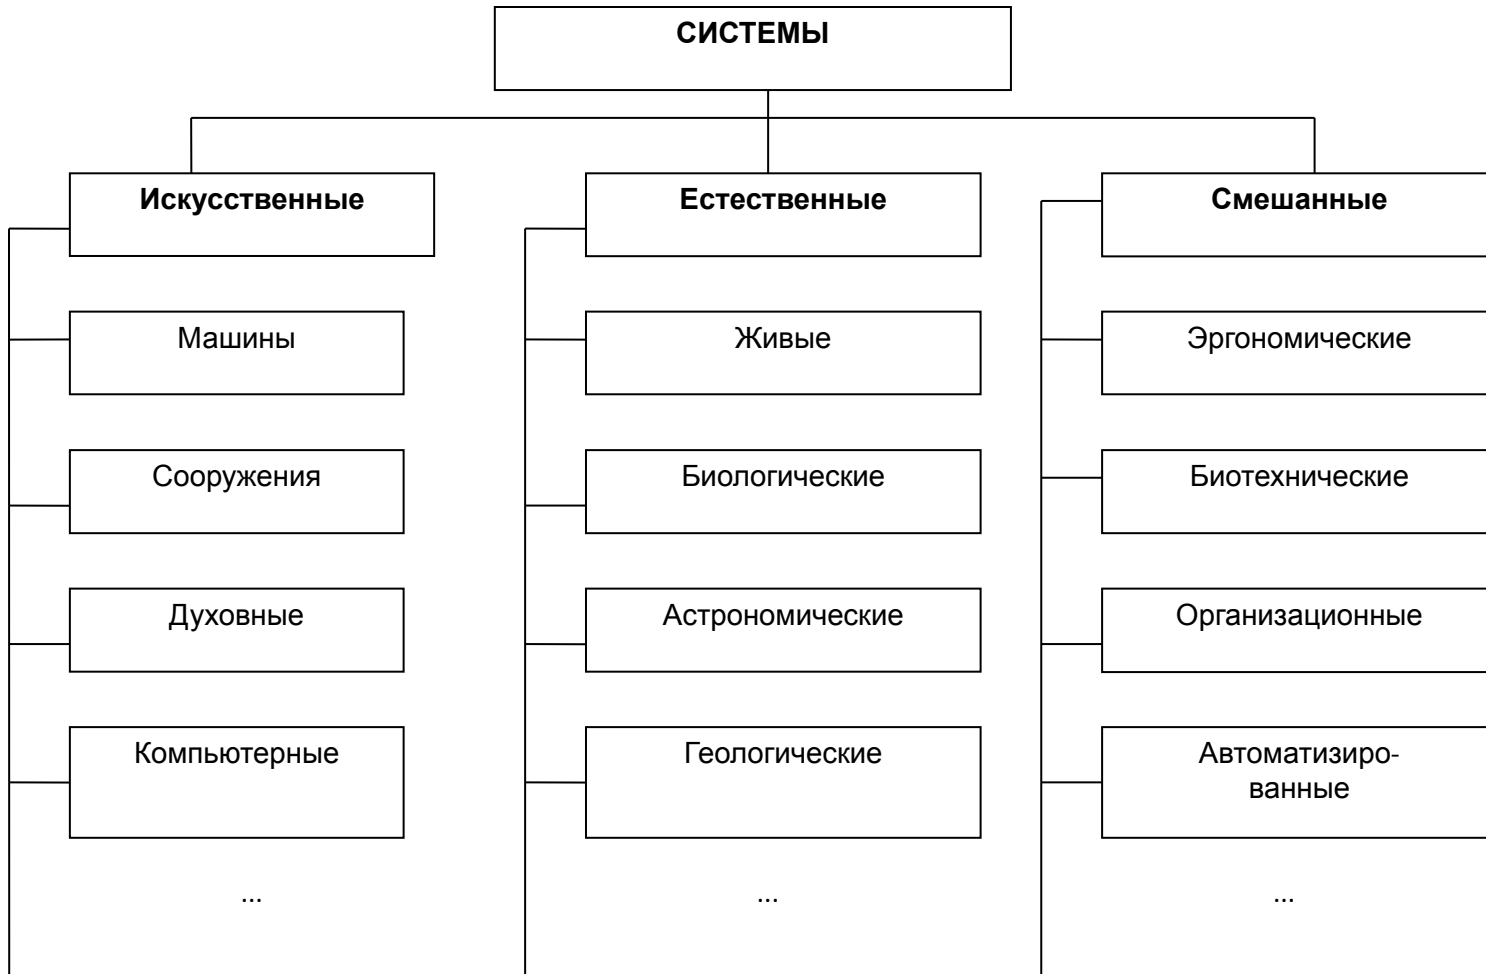 СИСТЕМЫ
Искусственные
Естественные
Смешанные
Машины
Живые
Эргономические
Сооружения
Биологические
Биотехнические
Духовные
Астрономические
Организационные
Компьютерные
Геологические
Автоматизиро-
ванные
...
...
...